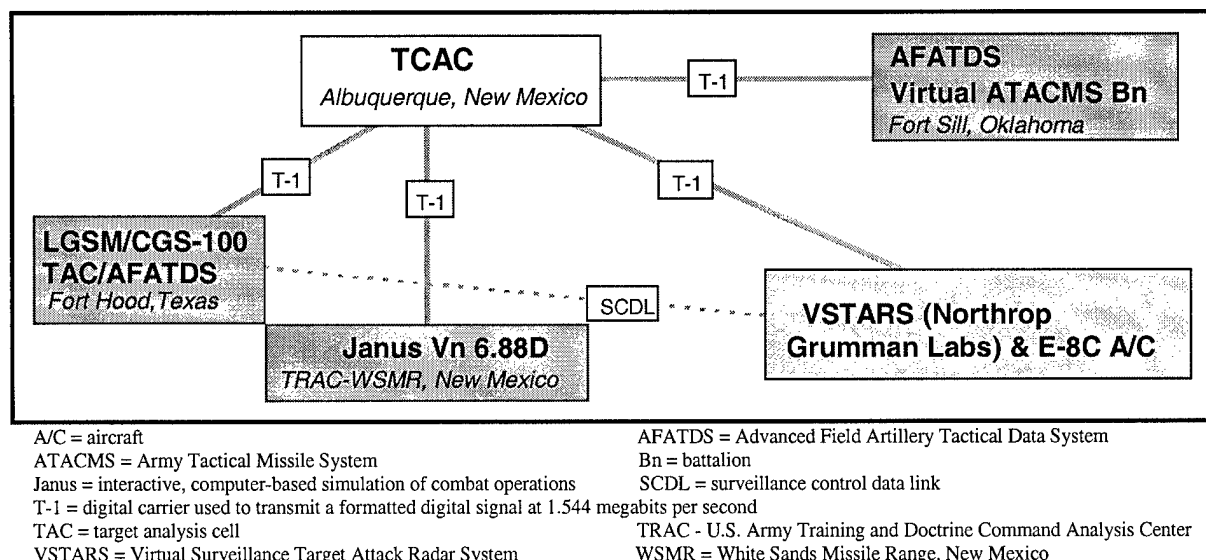 TCAC
Albuquerque, New Mexico
T-1
AFATDS
Virtual ATACMS Bn
Fort Sill, Oklahoma
T-1
T-1
T-1
LGSM/CGS-100
TAC/AFATDS
Fort Hood, Texas
SCDL
VSTARS (Northrop
Grumman Labs) & E-8C A/C
Janus Vn 6.88D
TRAC-WSMR, New Mexico
A/C = aircraft
AFATDS = Advanced Field Artillery Tactical Data System
ATACMS = Army Tactical Missile System
Bn = battalion
Janus = interactive, computer-based simulation of combat operations
SCDL = surveillance control data link
T-1 = digital carrier used to transmit a formatted digital signal at 1.544 megabits per second
TAC = target analysis cell
TRAC - U.S. Army Training and Doctrine Command Analysis Center
VSTARS = Virtual Surveillance Target Attack Radar System
WSMR = White Sands Missile Range, New Mexico